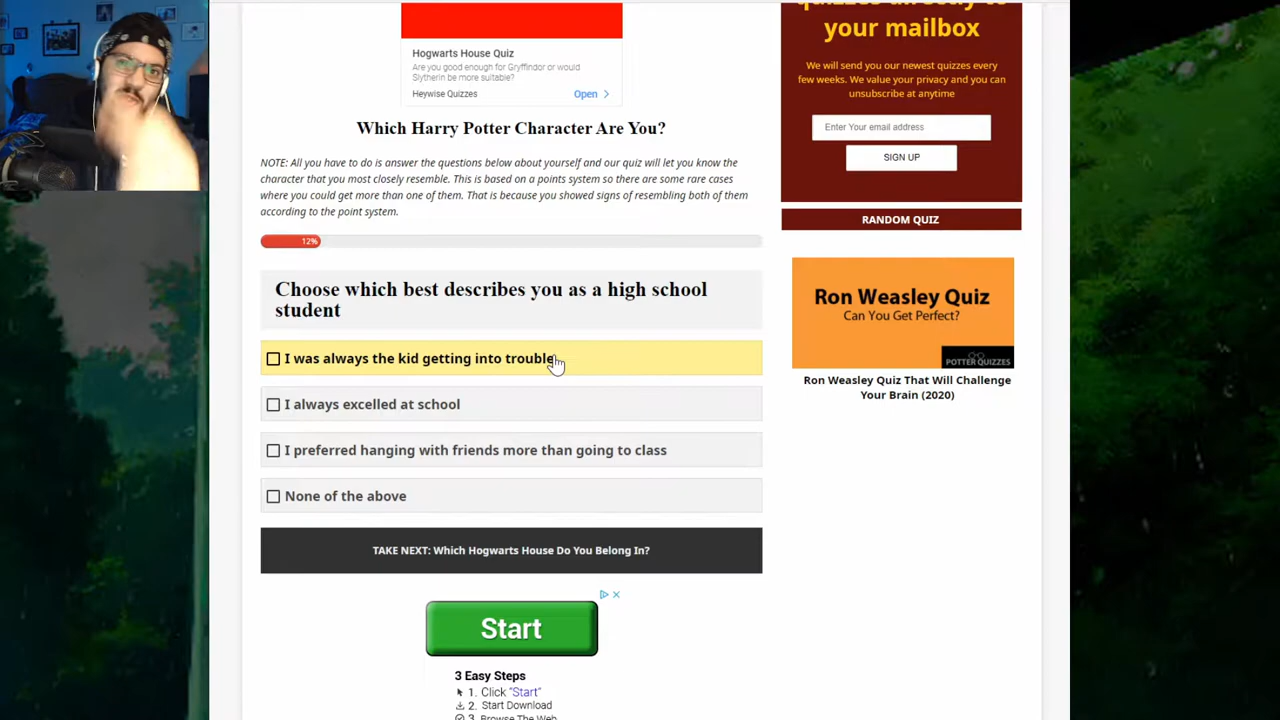 Hogwarts House Quiz
Are you good enough for Gryffindor or would
Slytherin be more suitable?
Heywise Quizzes
Open
Which Harry Potter Character Are You?
NOTE: All you have to do is answer the questions below about yourself and our quiz will let you know the
character that you most closely resemble. This is based on a points system so there are some rare cases
where you could get more than one of them. That is because you showed signs of resembling both of them
according to the point system.
12%
Choose which best describes you as a high school
student
I was always the kid getting into trouble
I always excelled at school
I preferred hanging with friends more than going to class
None of the above
TAKE NEXT: Which Hogwarts House Do You Belong In?
Start
3 Easy Steps
1. Click "Start"
2. Start Download
3. Browse The Web
quizzes directly to
your mailbox
We will send you our newest quizzes every
few weeks. We value your privacy and you can
unsubscribe at anytime
Enter Your email address
SIGN UP
RANDOM QUIZ
Ron Weasley Quiz
Can You Get Perfect?
POTTER QUIZZES
Ron Weasley Quiz That Will Challenge
Your Brain (2020)